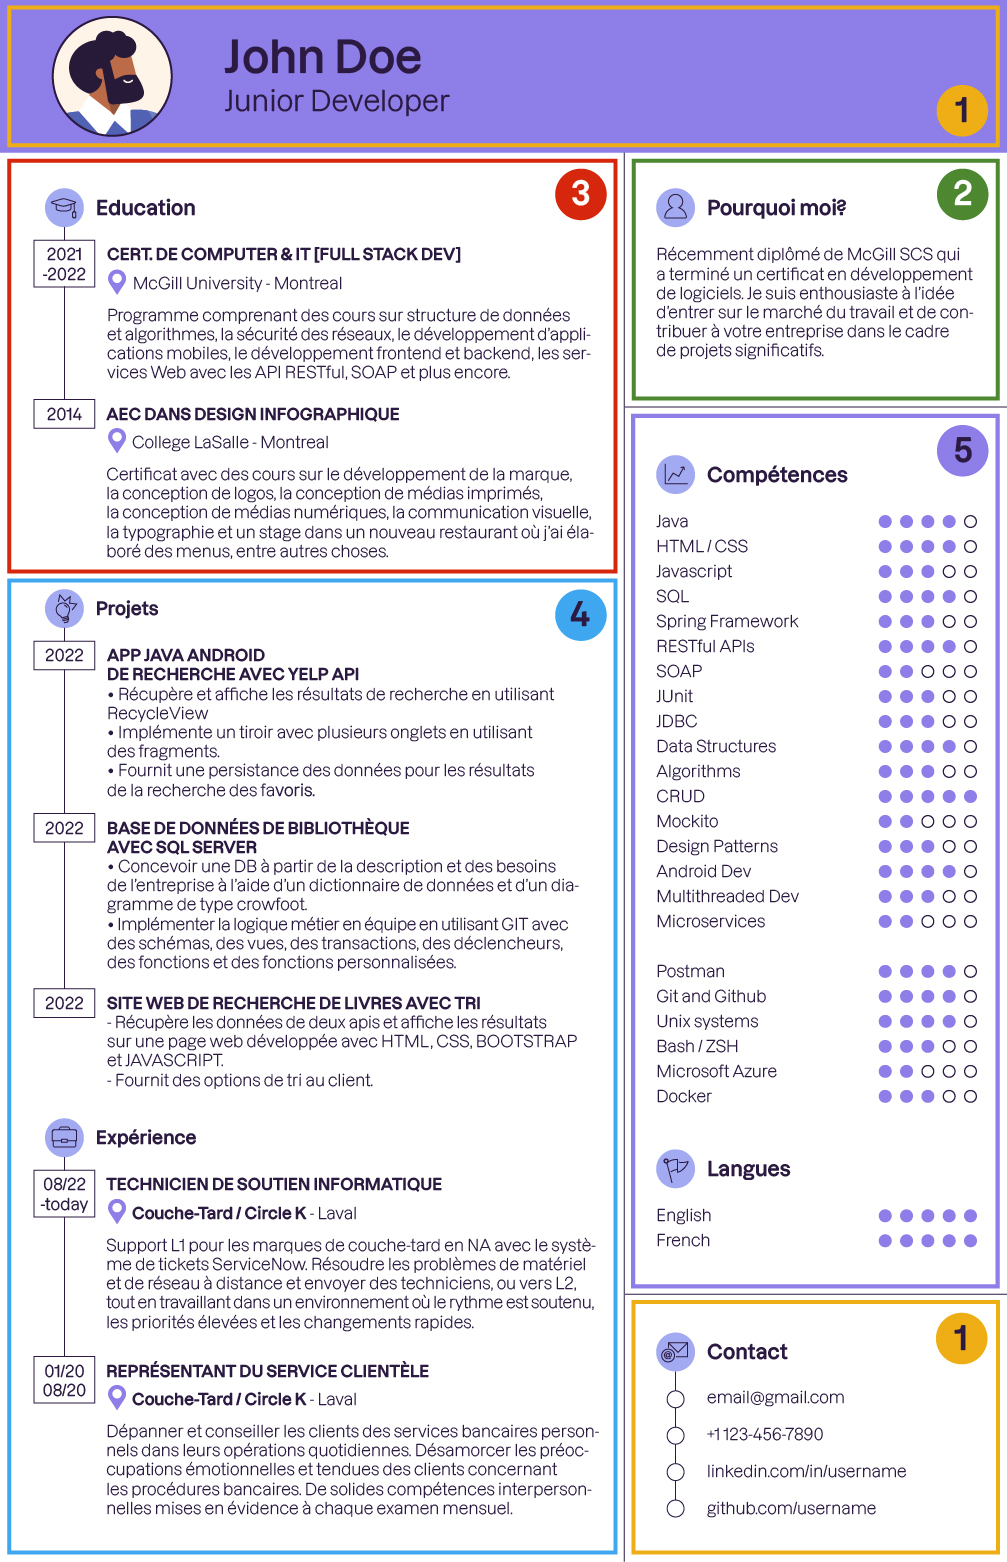 John Doe
Junior Developer
1
3
Education
2021
-2022
CERT. DE COMPUTER & IT [FULL STACK DEV]
McGill University - Montreal
Programme comprenant des cours sur structure de données
et algorithmes, la sécurité des réseaux, le développement d'appli-
cations mobiles, le développement frontend et backend, les ser-
vices Web avec les API RESTful, SOAP et plus encore.
2014
AEC DANS DESIGN INFOGRAPHIQUE
College LaSalle - Montreal
Certificat avec des cours sur le développement de la marque,
la conception de logos, la conception de médias imprimés,
la conception de médias numériques, la communication visuelle,
la typographie et un stage dans un nouveau restaurant où j'ai éla-
boré des menus, entre autres choses.
4
Projets
2022
APP JAVA ANDROID
DE RECHERCHE AVEC YELP API
• Récupère et affiche les résultats de recherche en utilisant
RecycleView
• Implémente un tiroir avec plusieurs onglets en utilisant
des fragments.
• Fournit une persistance des données pour les résultats
de la recherche des favoris.
2022
BASE DE DONNÉES DE BIBLIOTHÈQUE
AVEC SQL SERVER
• Concevoir une DB à partir de la description et des besoins
de l'entreprise à l'aide d'un dictionnaire de données et d'un dia-
gramme de type crowfoot.
• Implémenter la logique métier en équipe en utilisant GIT avec
des schémas, des vues, des transactions, des déclencheurs,
des fonctions et des fonctions personnalisées.
2022
SITE WEB DE RECHERCHE DE LIVRES AVEC TRI
- Récupère les données de deux apis et affiche les résultats
sur une page web développée avec HTML, CSS, BOOTSTRAP
et JAVASCRIPT.
- Fournit des options de tri au client.
Expérience
08/22
-today
TECHNICIEN DE SOUTIEN INFORMATIQUE
Couche-Tard / Circle K - Laval
Support L1 pour les marques de couche-tard en NA avec le systè-
me de tickets ServiceNow. Résoudre les problèmes de matériel
et de réseau à distance et envoyer des techniciens, ou vers L2,
tout en travaillant dans un environnement où le rythme est soutenu,
les priorités élevées et les changements rapides.
01/20
08/20
REPRÉSENTANT DU SERVICE CLIENTÈLE
Couche-Tard / Circle K - Laval
Dépanner et conseiller les clients des services bancaires person-
nels dans leurs opérations quotidiennes. Désamorcer les préoc-
cupations émotionnelles et tendues des clients concernant
les procédures bancaires. De solides compétences interperson-
nelles mises en évidence à chaque examen mensuel.
2
Pourquoi moi?
Récemment diplômé de McGill SCS qui
a terminé un certificat en développement
de logiciels. Je suis enthousiaste à l'idée
d'entrer sur le marché du travail et de con-
tribuer à votre entreprise dans le cadre
de projets significatifs.
5
Compétences
Java
HTML / CSS
Javascript
SQL
Spring Framework
RESTful APIs
SOAP
JUnit
JDBC
Data Structures
Algorithms
CRUD
Mockito
Design Patterns
Android Dev
Multithreaded Dev
Microservices
Postman
Git and Github
Unix systems
Bash / ZSH
Microsoft Azure
Docker
Langues
English
French
1
Contact
email@gmail.com
+1 123-456-7890
linkedin.com/in/username
github.com/username